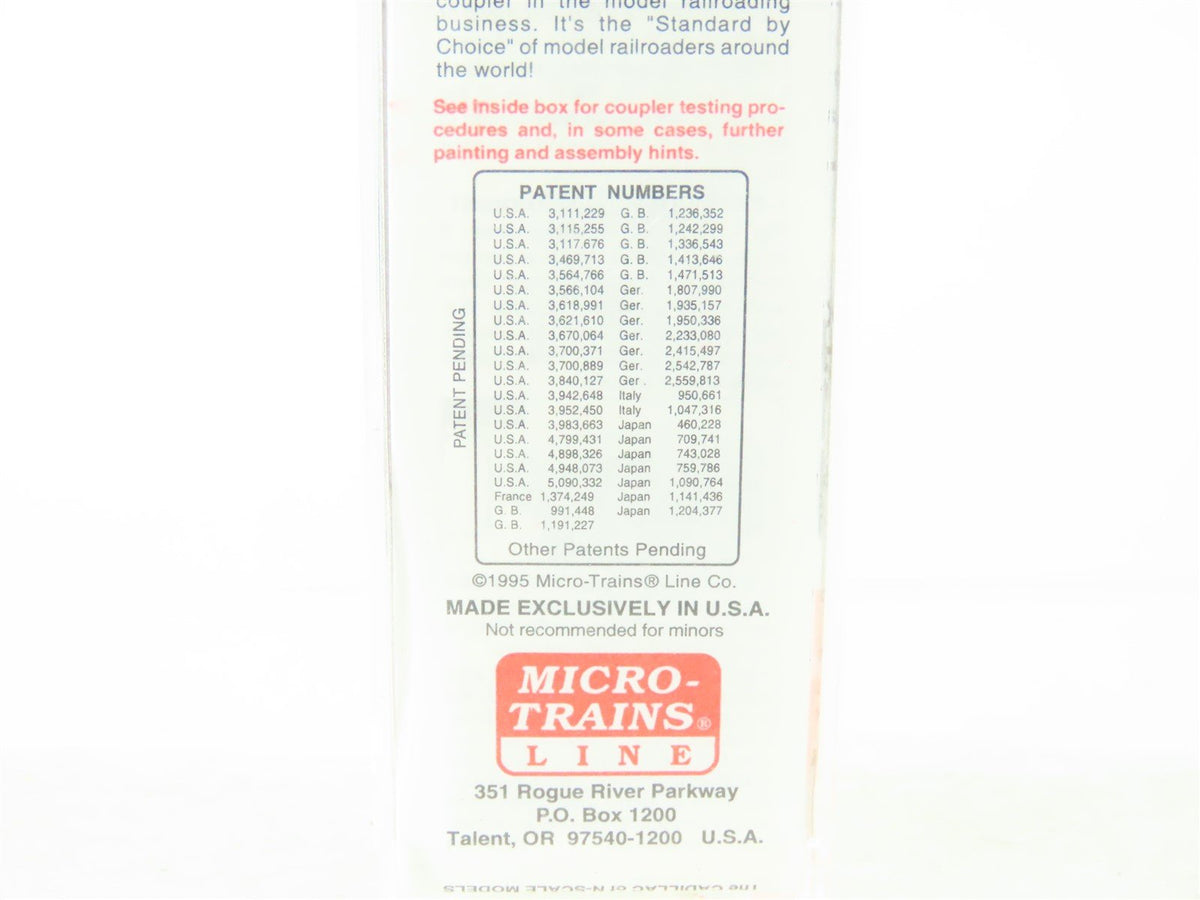 coupler in the model railroading
business. It's the "Standard by
Choice" of model railroaders around
the world!
See inside box for coupler testing pro-
cedures and, in some cases, further
painting and assembly hints.
PATENT PENDING
PATENT NUMBERS
U.S.A. 3,111,229 G. B. 1,236,352
U.S.A. 3,115,255 G. B. 1,242,299
U.S.A. 3,117.676 G. B. 1,336,543
U.S.A. 3,469,713 G. B. 1,413,646
U.S.A. 3,564,766 G. B. 1,471,513
U.S.A. 3,566,104 Ger. 1,807,990
U.S.A. 3,618,991 Ger. 1,935,157
U.S.A. 3,621,610 Ger. 1,950,336
U.S.A. 3,670,064 Ger. 2,233,080
U.S.A. 3,700,371 Ger. 2,415,497
U.S.A. 3,700,889 Ger. 2,542,787
U.S.A. 3,840,127 Ger . 2,559,813
U.S.A. 3,942,648 Italy 950,661
U.S.A. 3,952,450 Italy 1,047,316
U.S.A. 3,983,663 Japan 460,228
U.S.A. 4,799,431 Japan 709,741
U.S.A. 4,898,326 Japan 743,028
U.S.A. 4,948,073 Japan 759,786
U.S.A. 5,090,332 Japan 1,090,764
France 1,374,249 Japan 1,141,436
G. B. 991,448 Japan 1,204,377
G. B. 1,191,227
Other Patents Pending
©1995 Micro-Trains® Line Co.
MADE EXCLUSIVELY IN U.S.A.
Not recommended for minors
MICRO-
TRAINS®
LINE
351 Rogue River Parkway
P.O. Box 1200
Talent, OR 97540-1200 U.S.A.
The CADILLAC of N-SCALE MODELS